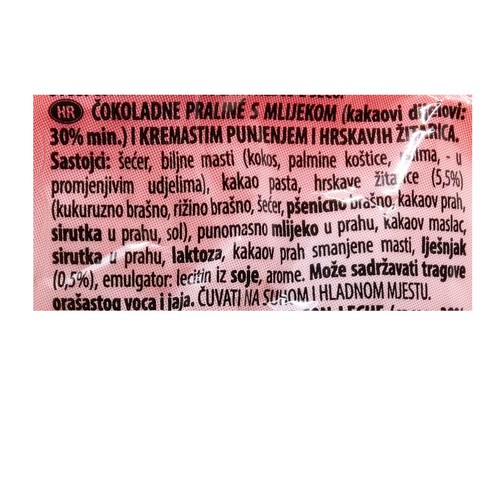 HR ČOKOLADNE PRALINÉ S MLIJEKOM (kakaovi dijelovi:
30% min.) I KREMASTIM PUNJENJEM I HRSKAVIH ŽITARICA.
Sastojci: šećer, biljne masti (kokos, palmine koštice, - u
promjenjivim udjelima), kakao pasta, hrskave žitarice (5,5%)
(kukuruzno brašno, rižino brašno, šećer, pšenično brašno, kakaov prah,
sirutka u prahu, sol), punomasno mlijeko u prahu, kakaov maslac,
sirutka u prahu, laktoza, kakaov prah smanjene masti, lješnjak
(0,5%), emulgator: lecitin iz soje, arome. Može sadržavati tragove
orašastog voća i jaja. ČUVATI NA SUHOM I HLADNOM MJESTU.